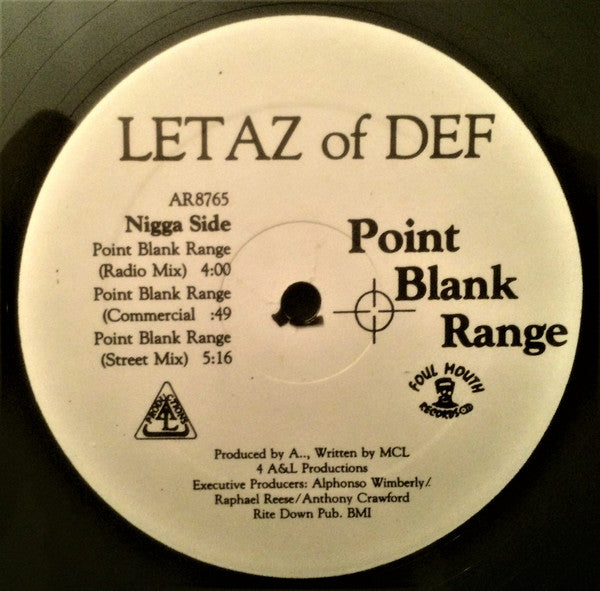 LETAZ of DEF
AR8765
Nigga Side
Point Blank Range
(Radio Mix) 4:00
Point Blank Range
(Commercial :49
Point Blank Range
(Street Mix) 5:16
Point
Blank
Range
PRODUCTIONS
FOUL MOUTH
RECORDS
Produced by A.., Written by MCL
4 A&L Productions
Executive Producers: Alphonso Wimberly/.
Raphael Reese/Anthony Crawford
Rite Down Pub. BMI